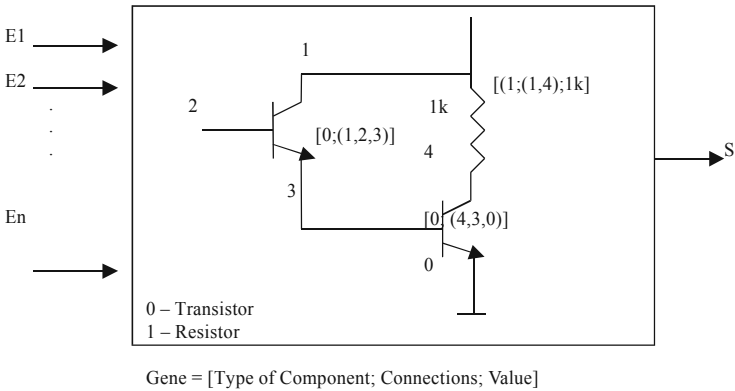 E1
E2
.
.
.
En
1
2
[0;(1,2,3)]
3
[(1;(1,4);1k]
1k
4
[0; (4,3,0)]
0
S
0 – Transistor
1 – Resistor
Gene = [Type of Component; Connections; Value]